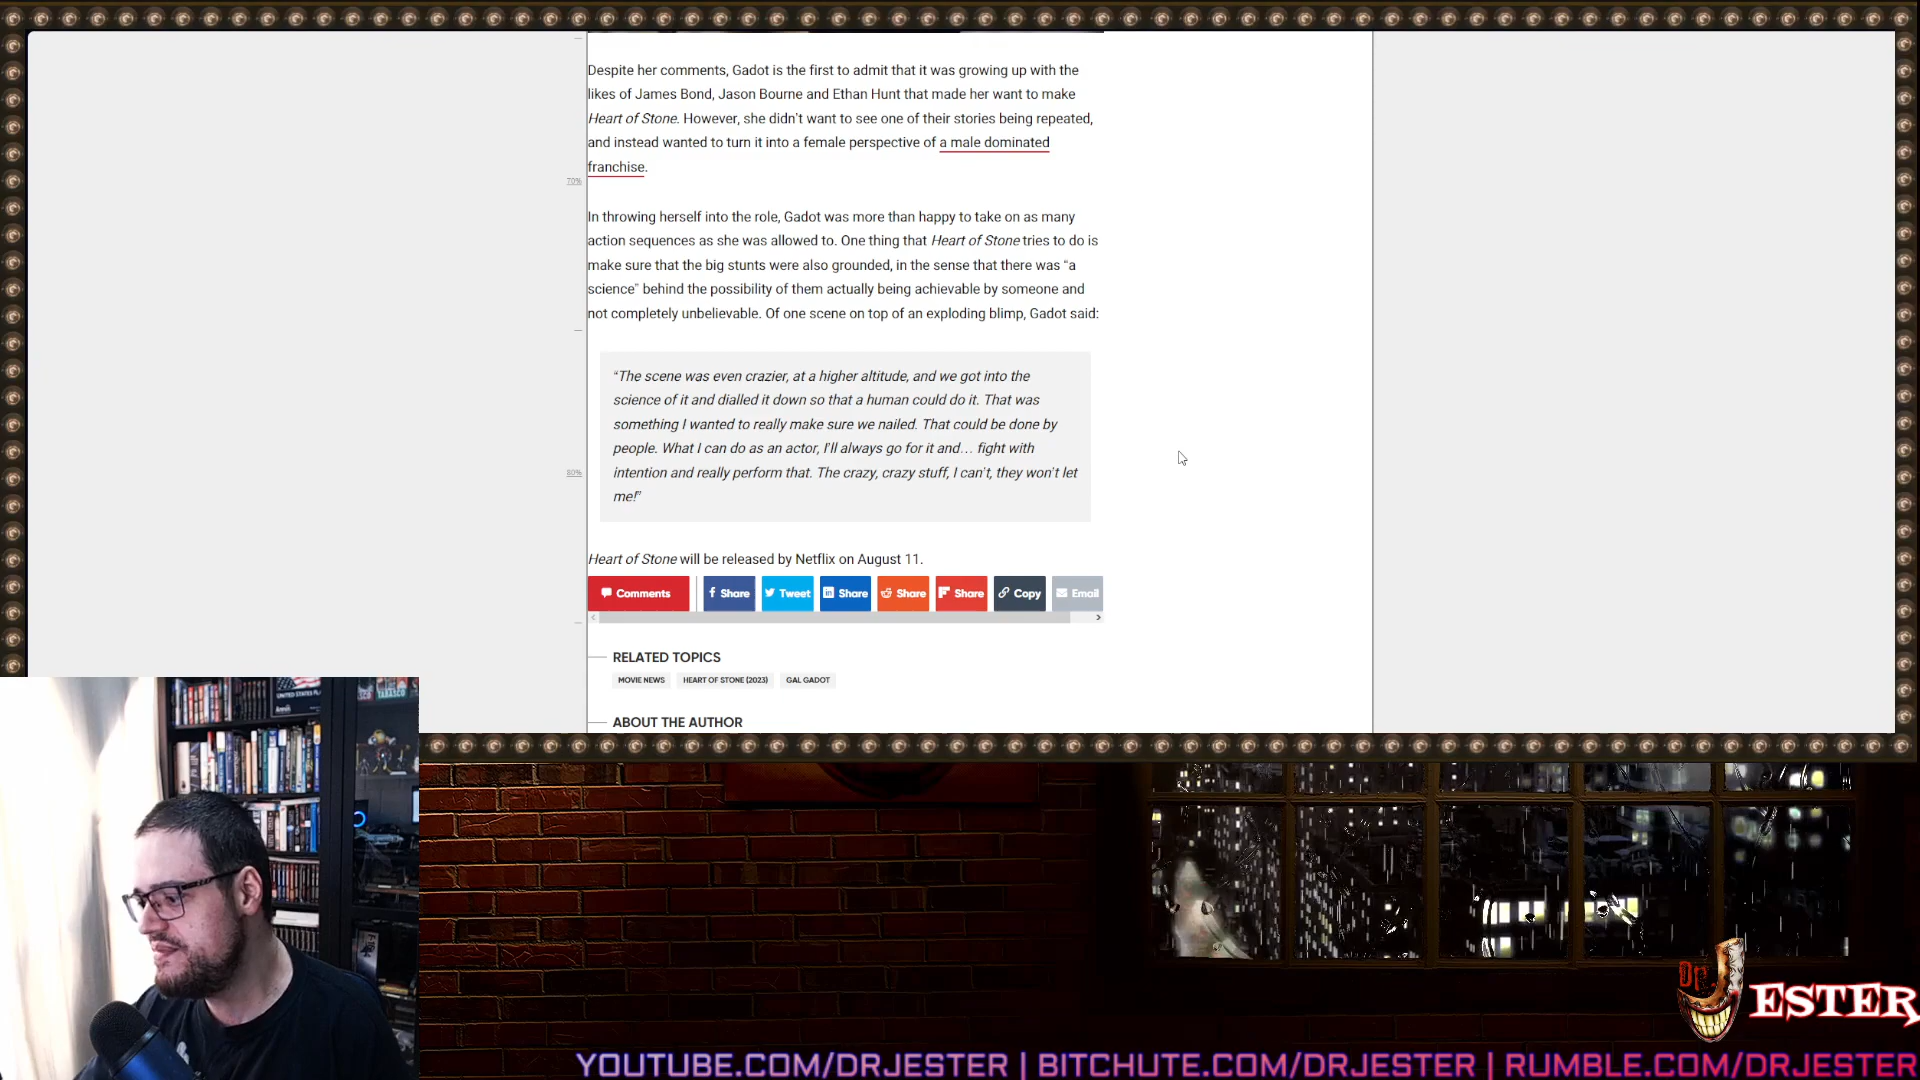 Despite her comments, Gadot is the first to admit that it was growing up with the
likes of James Bond, Jason Bourne and Ethan Hunt that made her want to make
Heart of Stone. However, she didn't want to see one of their stories being repeated,
and instead wanted to turn it into a female perspective of a male dominated
franchise.
70%
In throwing herself into the role, Gadot was more than happy to take on as many
action sequences as she was allowed to. One thing that Heart of Stone tries to do is
make sure that the big stunts were also grounded, in the sense that there was “a
science” behind the possibility of them actually being achievable by someone and
not completely unbelievable. Of one scene on top of an exploding blimp, Gadot said:
“The scene was even crazier, at a higher altitude, and we got into the
science of it and dialled it down so that a human could do it. That was
something I wanted to really make sure we nailed. That could be done by
people. What I can do as an actor, I'll always go for it and… fight with
80%
intention and really perform that. The crazy, crazy stuff, I can't, they won't let
me!”
Heart of Stone will be released by Netflix on August 11.
Comments Share Tweet Share Share Share Copy Email
RELATED TOPICS
MOVIE NEWS HEART OF STONE (2023) GAL GADOT
ABOUT THE AUTHOR
TABASCO
Dr. JESTER
YOUTUBE.COM/DRJESTER | BITCHUTE.COM/DRJESTER | RUMBLE.COM/DRJESTER